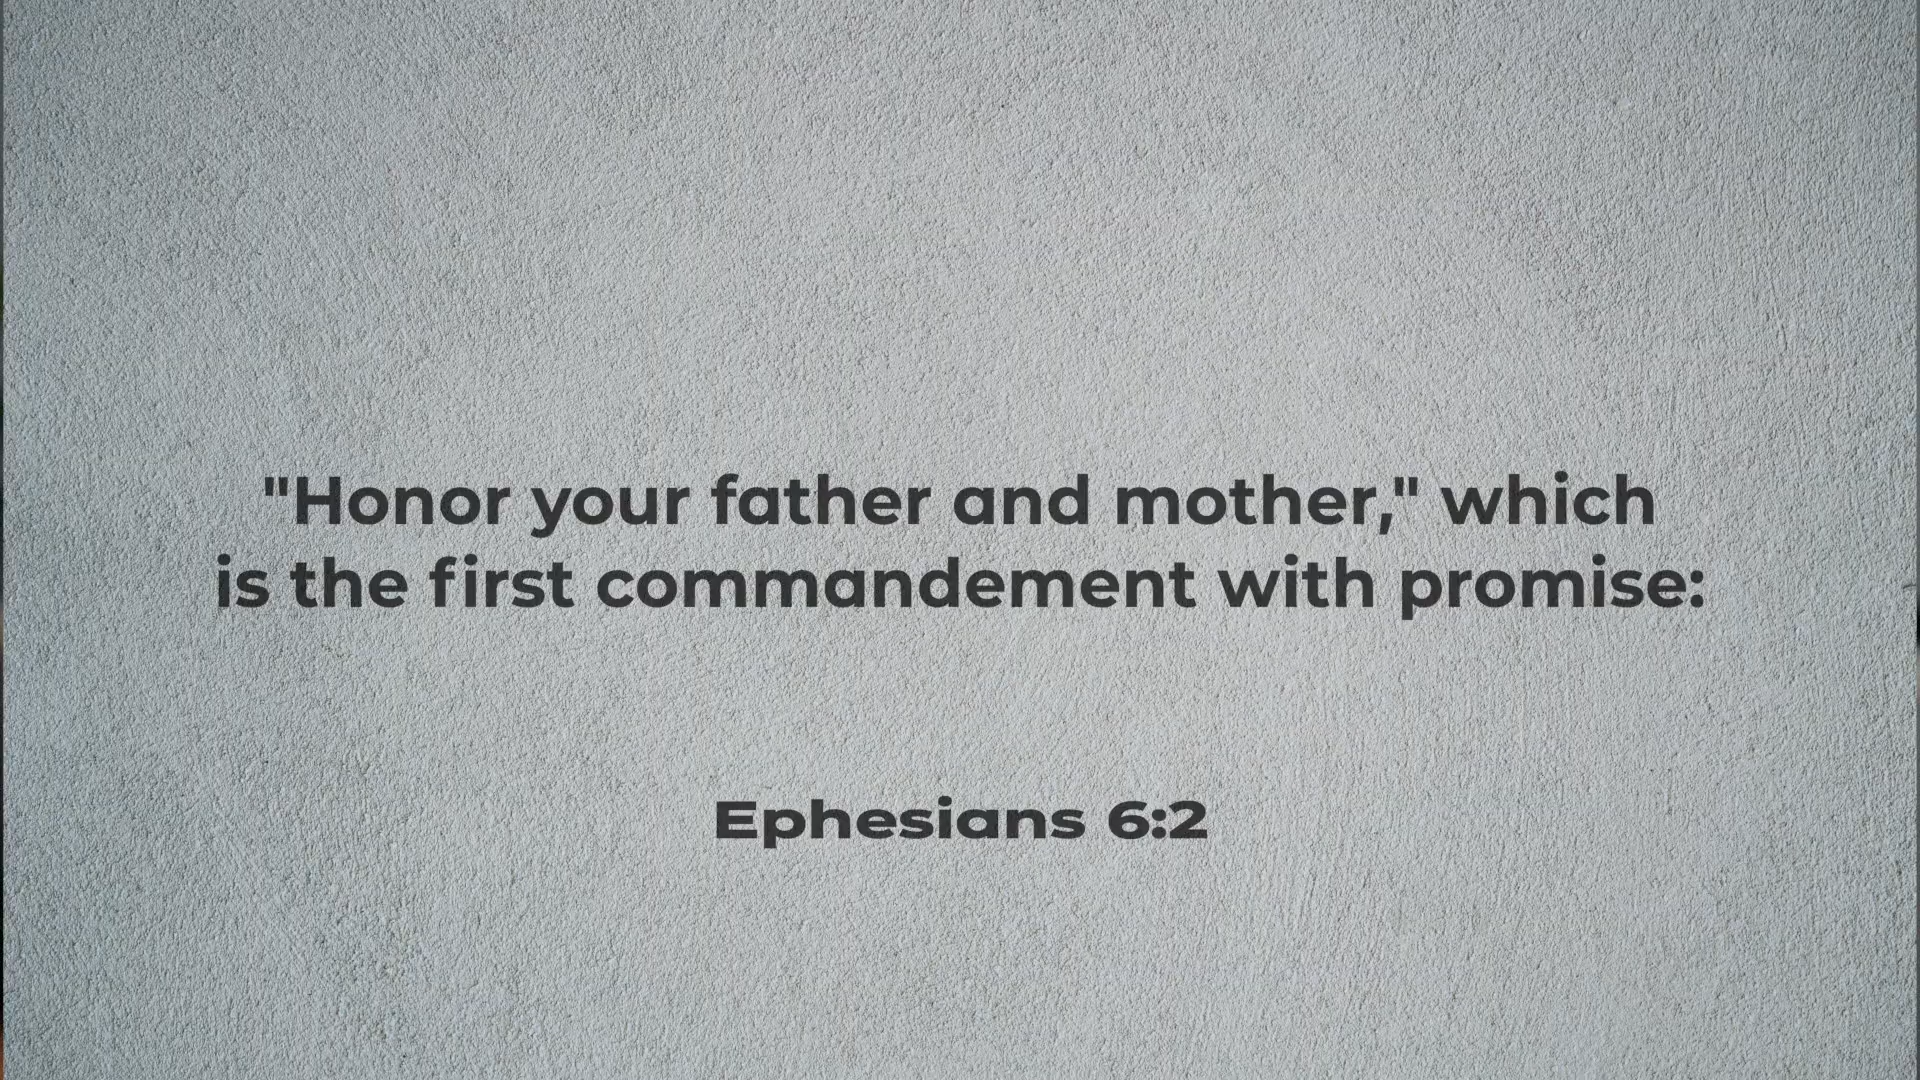 "Honor your father and mother," which
is the first commandement with promise:
Ephesians 6:2